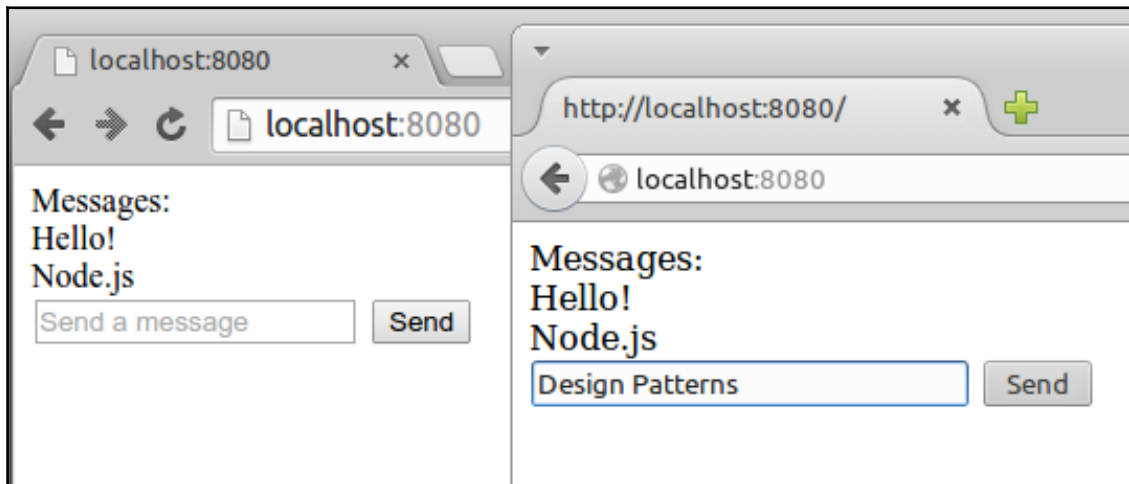 localhost:8080
localhost:8080
Messages:
Hello!
Node.js
Send a message Send
http://localhost:8080/
localhost:8080
Messages:
Hello!
Node.js
Design Patterns Send